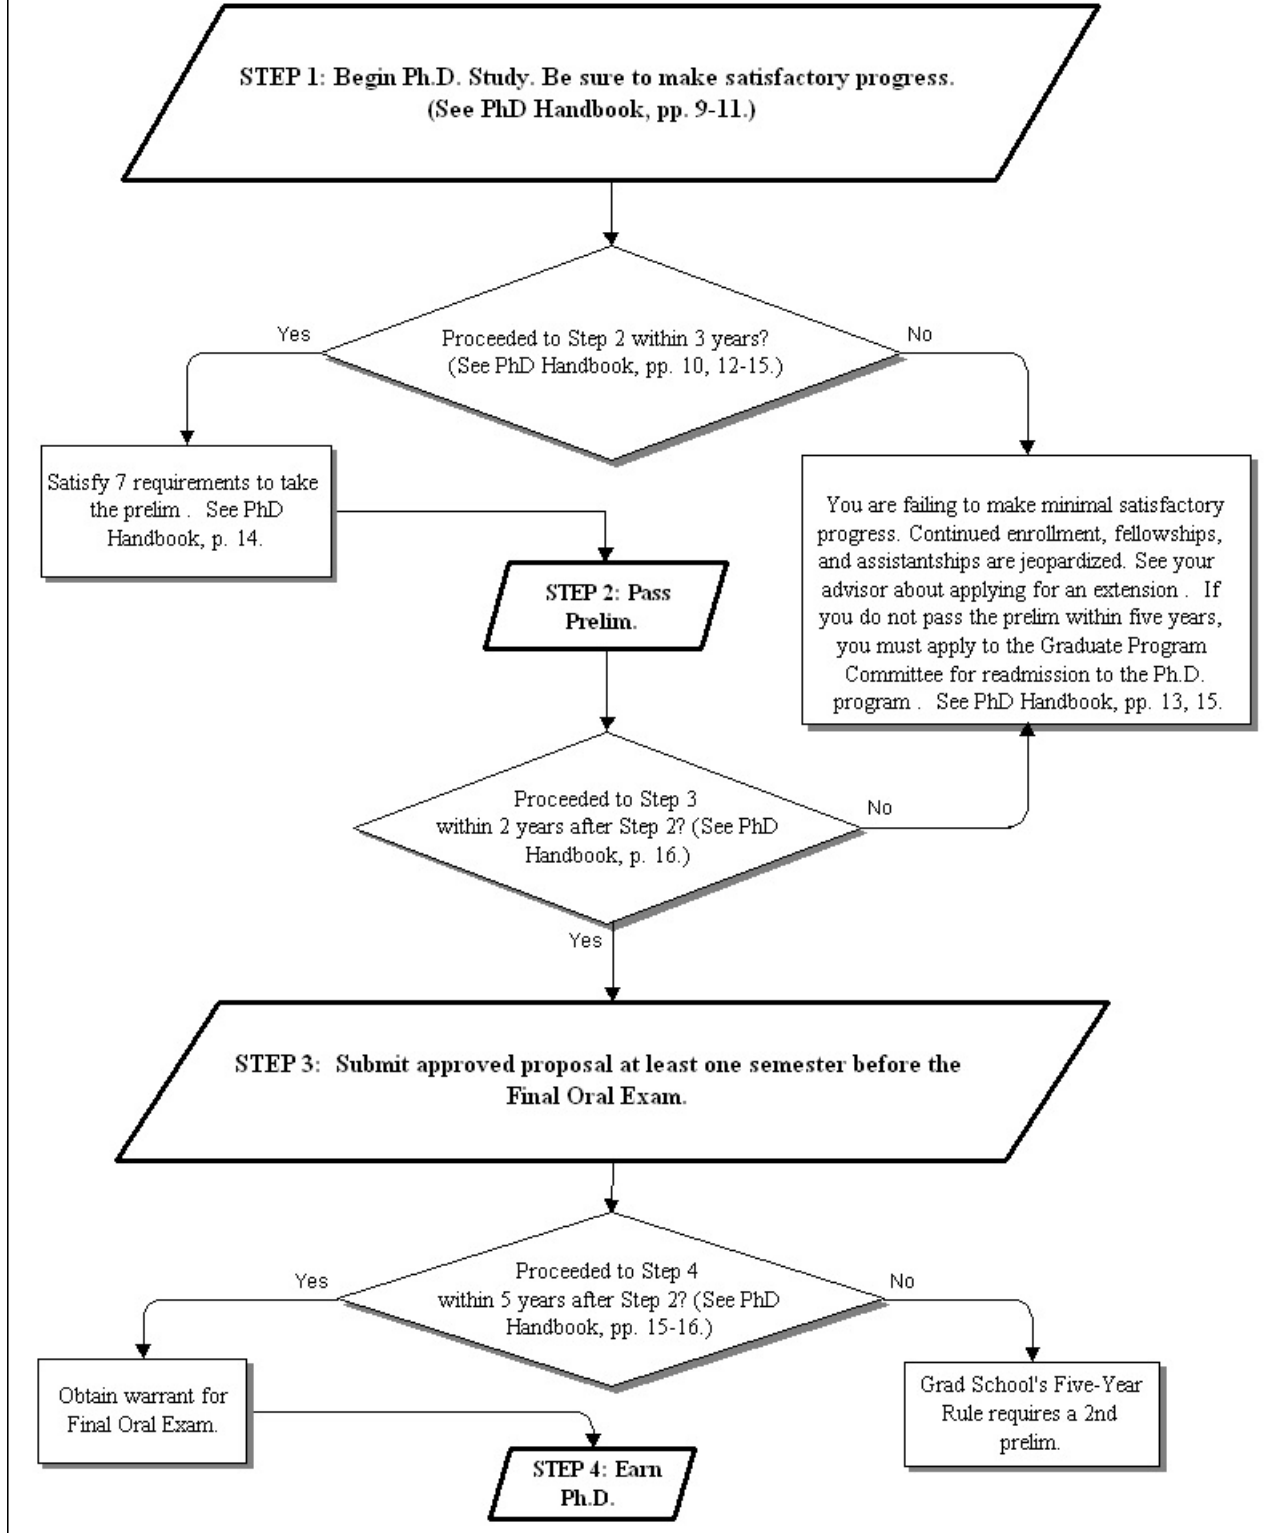 STEP 1: Begin Ph.D. Study. Be sure to make satisfactory progress.
(See PhD Handbook, pp. 9-11.)
Proceeded to Step 2 within 3 years?
(See PhD Handbook, pp. 10, 12-15.)
Yes
No
Satisfy 7 requirements to take
the prelim . See PhD
Handbook, p. 14.
You are failing to make minimal satisfactory
progress. Continued enrollment, fellowships,
and assistantships are jeopardized. See your
advisor about applying for an extension . If
you do not pass the prelim within five years,
you must apply to the Graduate Program
Committee for readmission to the Ph.D.
program . See PhD Handbook, pp. 13, 15.
STEP 2: Pass
Prelim.
Proceeded to Step 3
within 2 years after Step 2? (See PhD
Handbook, p. 16.)
No
Yes
STEP 3: Submit approved proposal at least one semester before the
Final Oral Exam.
Proceeded to Step 4
within 5 years after Step 2? (See PhD
Handbook, pp. 15-16.)
Yes
No
Obtain warrant for
Final Oral Exam.
Grad School's Five-Year
Rule requires a 2nd
prelim.
STEP 4: Earn
Ph.D.